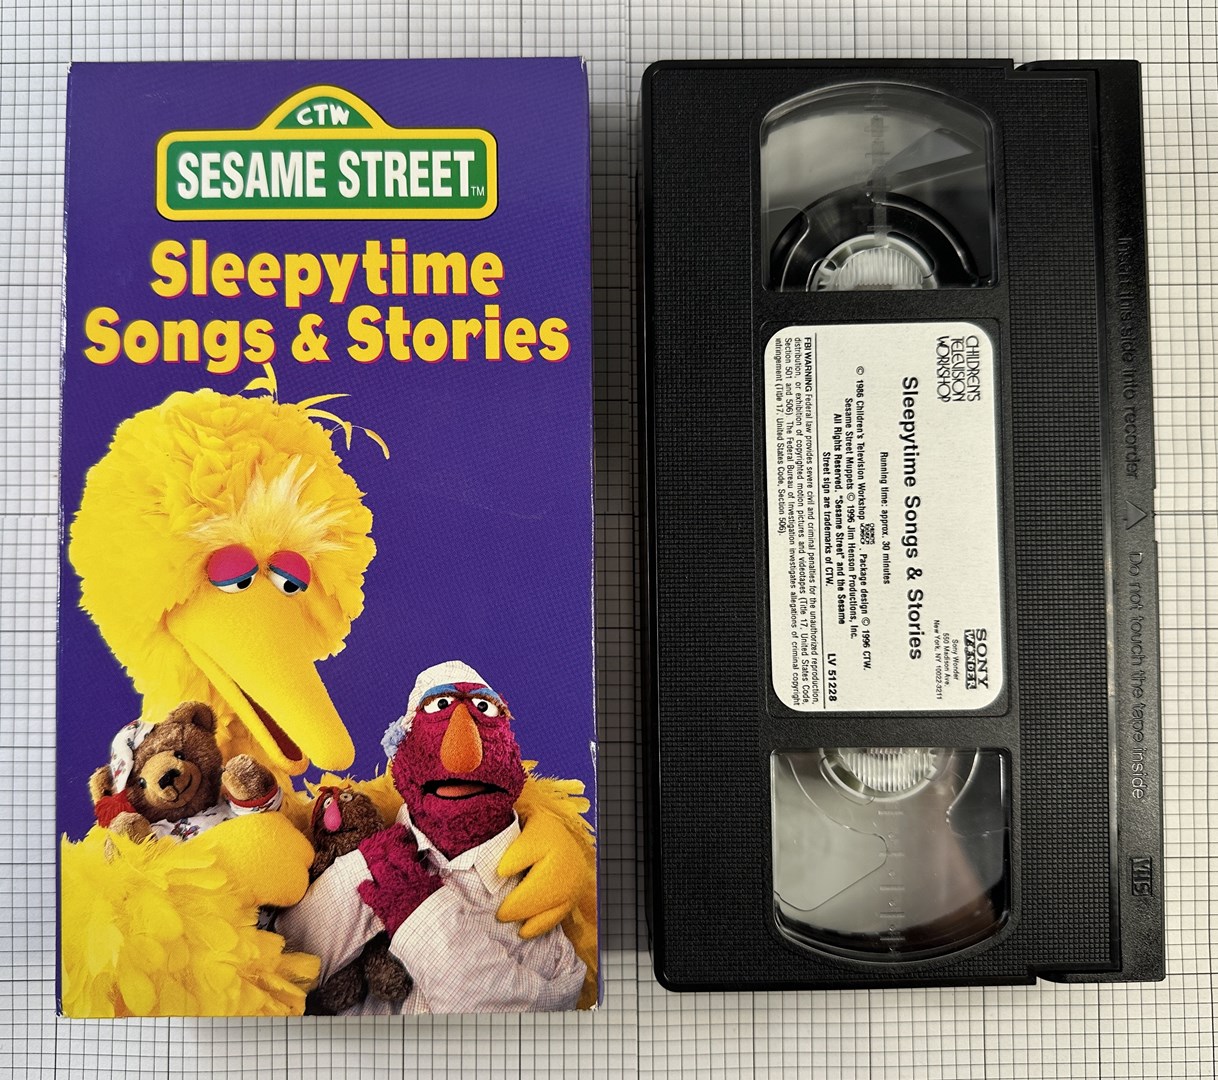 CTW
SESAME STREET™
Sleepytime
Songs & Stories
CHILDREN'S
TELEVISION
WORKSHOP
SONY
WONDER
Sony Wonder
550 Madison Ave.
New York, NY 10022-3211
Sleepytime Songs & Stories
Running time: approx. 30 minutes
© 1986 Children's Television Workshop CHILDREN'S TELEVISION WORKSHOP. Package design © 1996 CTW.
Sesame Street Muppets © 1996 Jim Henson Productions, Inc.
All Rights Reserved. "Sesame Street" and the Sesame
Street sign are trademarks of CTW.
LV 51228
FBI WARNING Federal law provides severe civil and criminal penalties for the unauthorized reproduction,
distribution, or exhibition of copyrighted motion pictures and videotapes (Title 17, United States Code,
Section 501 and 506). The Federal Bureau of Investigation investigates allegations of criminal copyright
infringement (Title 17, United States Code, Section 506).
Insert this side into recorder △ Do not touch the tape inside
VHS